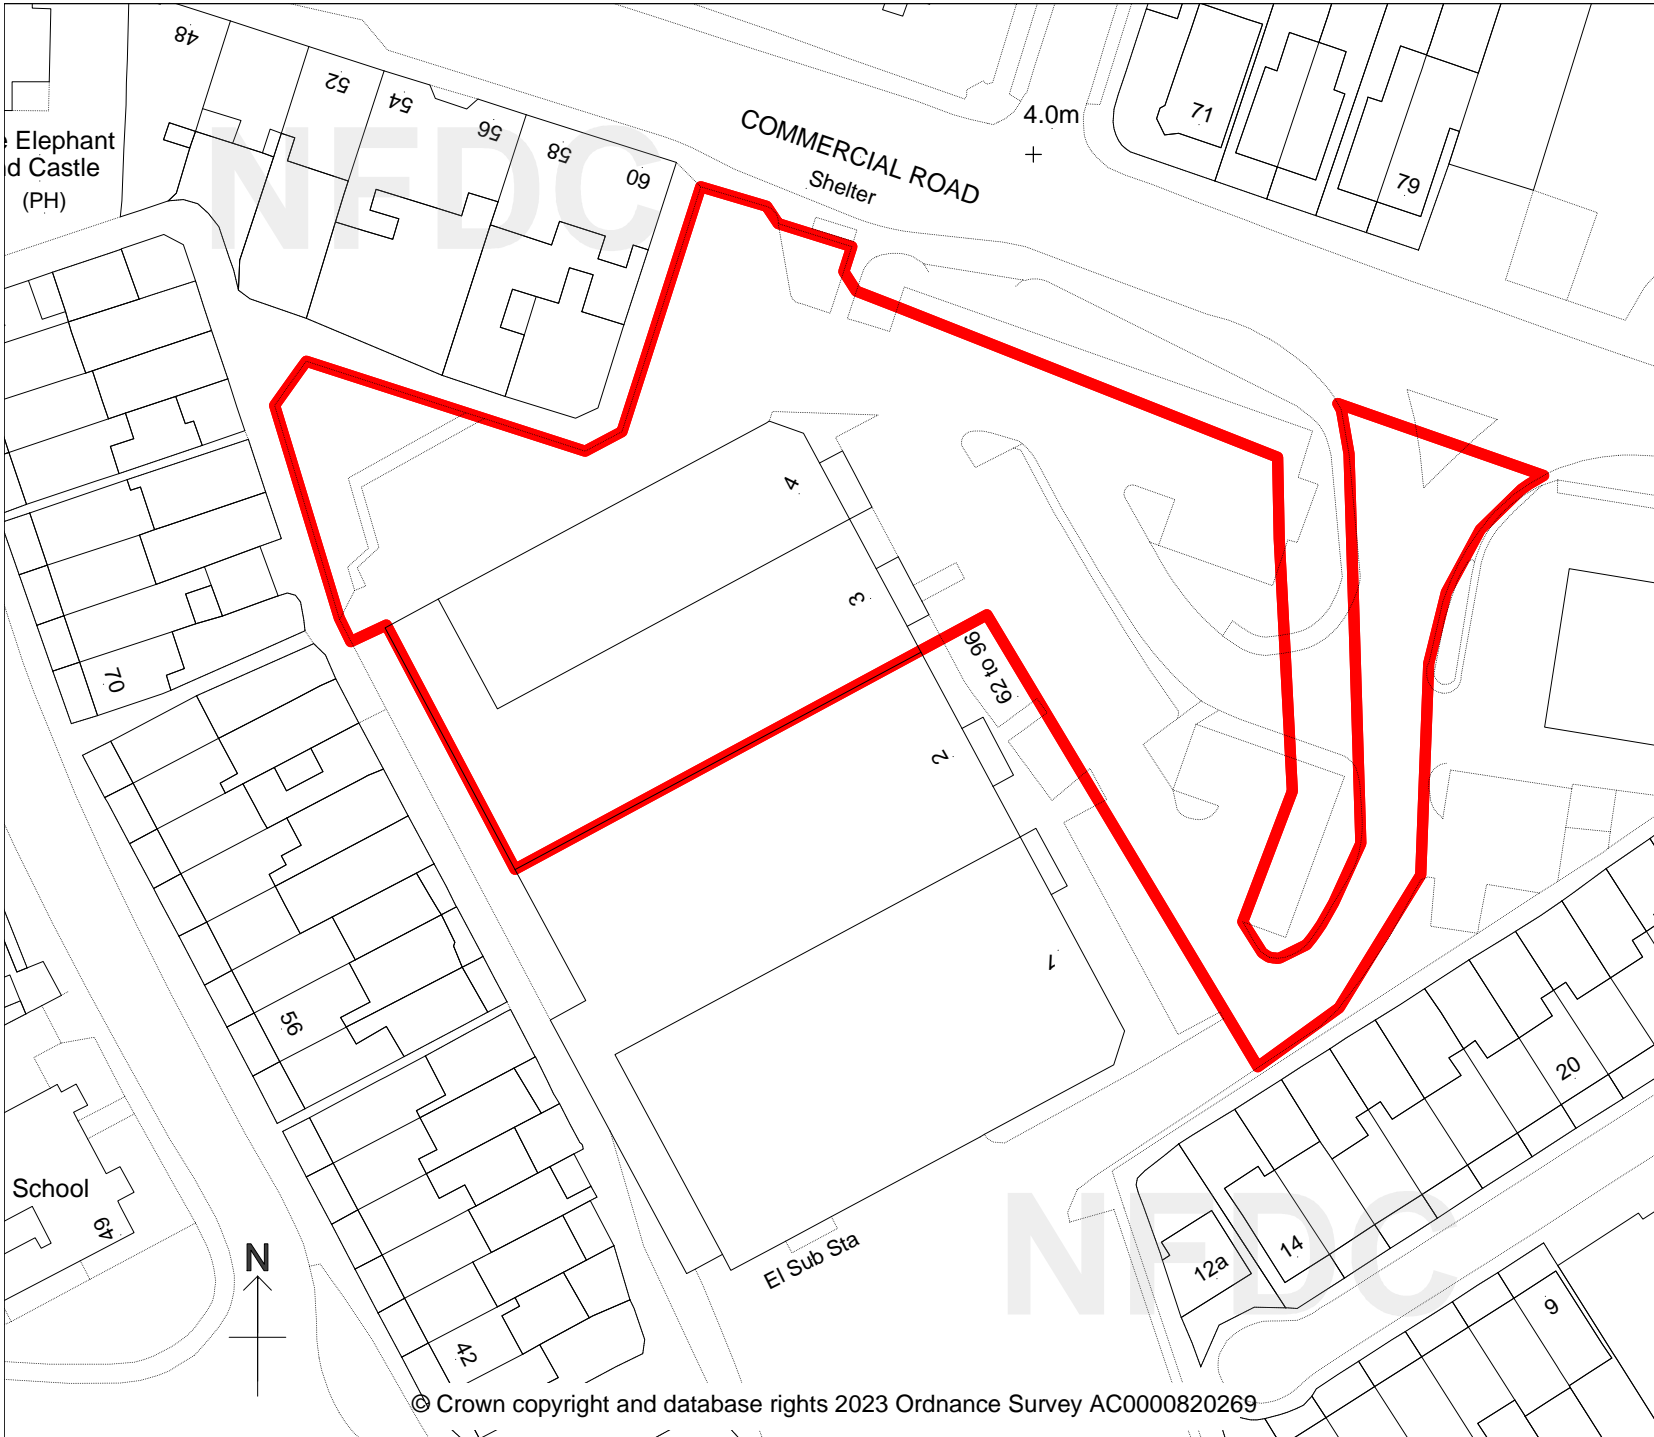 48
52
54
56
58
60
NFDC
COMMERCIAL ROAD
Shelter
4.0m
71
79
e Elephant
nd Castle
(PH)
4
3
62 to 96
2
1
70
56
42
School
49
N
El Sub Sta
NFDC
20
14
12a
9
© Crown copyright and database rights 2023 Ordnance Survey AC0000820269